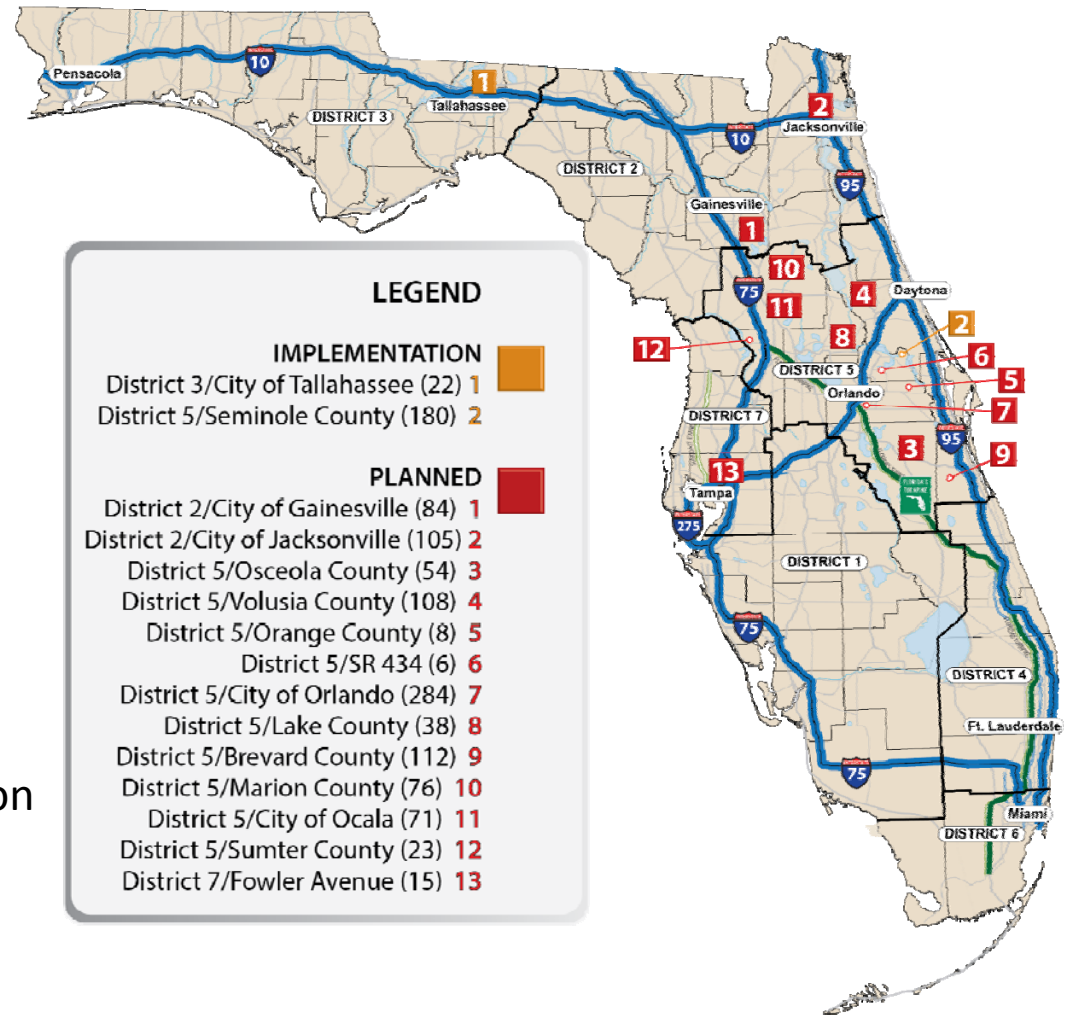 Pensacola
10
1
Tallahassee
DISTRICT 3
2
Jacksonville
10
DISTRICT 2
95
Gainesville
1
10
75
11
4
Daytona
2
8
12
6
DISTRICT 5
5
Orlando
7
DISTRICT 7
3
95
9
13
Tampa
FLORIDA'S
TURNPIKE
275
DISTRICT 1
75
DISTRICT 4
Ft. Lauderdale
75
Miami
DISTRICT 6
LEGEND
IMPLEMENTATION
District 3/City of Tallahassee (22) 1
District 5/Seminole County (180) 2
PLANNED
District 2/City of Gainesville (84) 1
District 2/City of Jacksonville (105) 2
District 5/Osceola County (54) 3
District 5/Volusia County (108) 4
District 5/Orange County (8) 5
District 5/SR 434 (6) 6
District 5/City of Orlando (284) 7
District 5/Lake County (38) 8
District 5/Brevard County (112) 9
District 5/Marion County (76) 10
District 5/City of Ocala (71) 11
District 5/Sumter County (23) 12
District 7/Fowler Avenue (15) 13
on